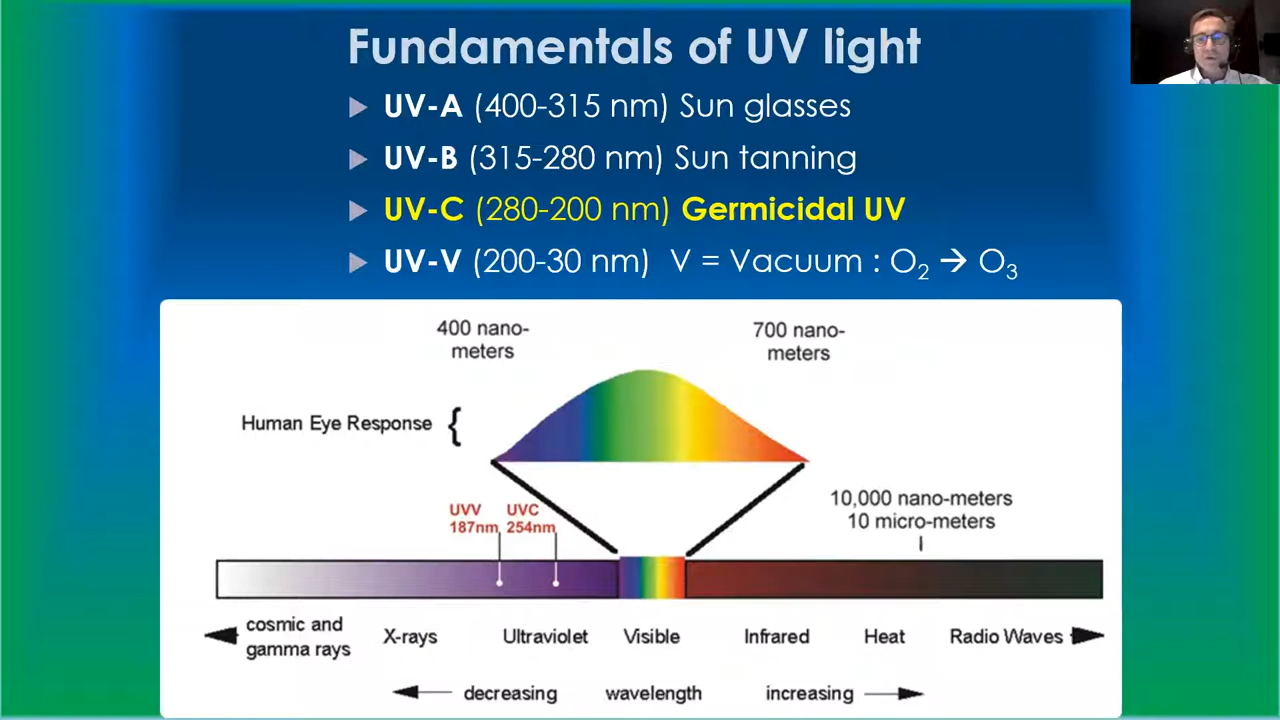 Fundamentals of UV light
UV-A (400-315 nm) Sun glasses
UV-B (315-280 nm) Sun tanning
UV-C (280-200 nm) Germicidal UV
UV-V (200-30 nm) V = Vacuum : O₂ → O₃
400 nano-
meters
700 nano-
meters
Human Eye Response {
UVV
187nm
UVC
254nm
10,000 nano-meters
10 micro-meters
cosmic and
gamma rays
X-rays
Ultraviolet
Visible
Infrared
Heat
Radio Waves
decreasing
wavelength
increasing